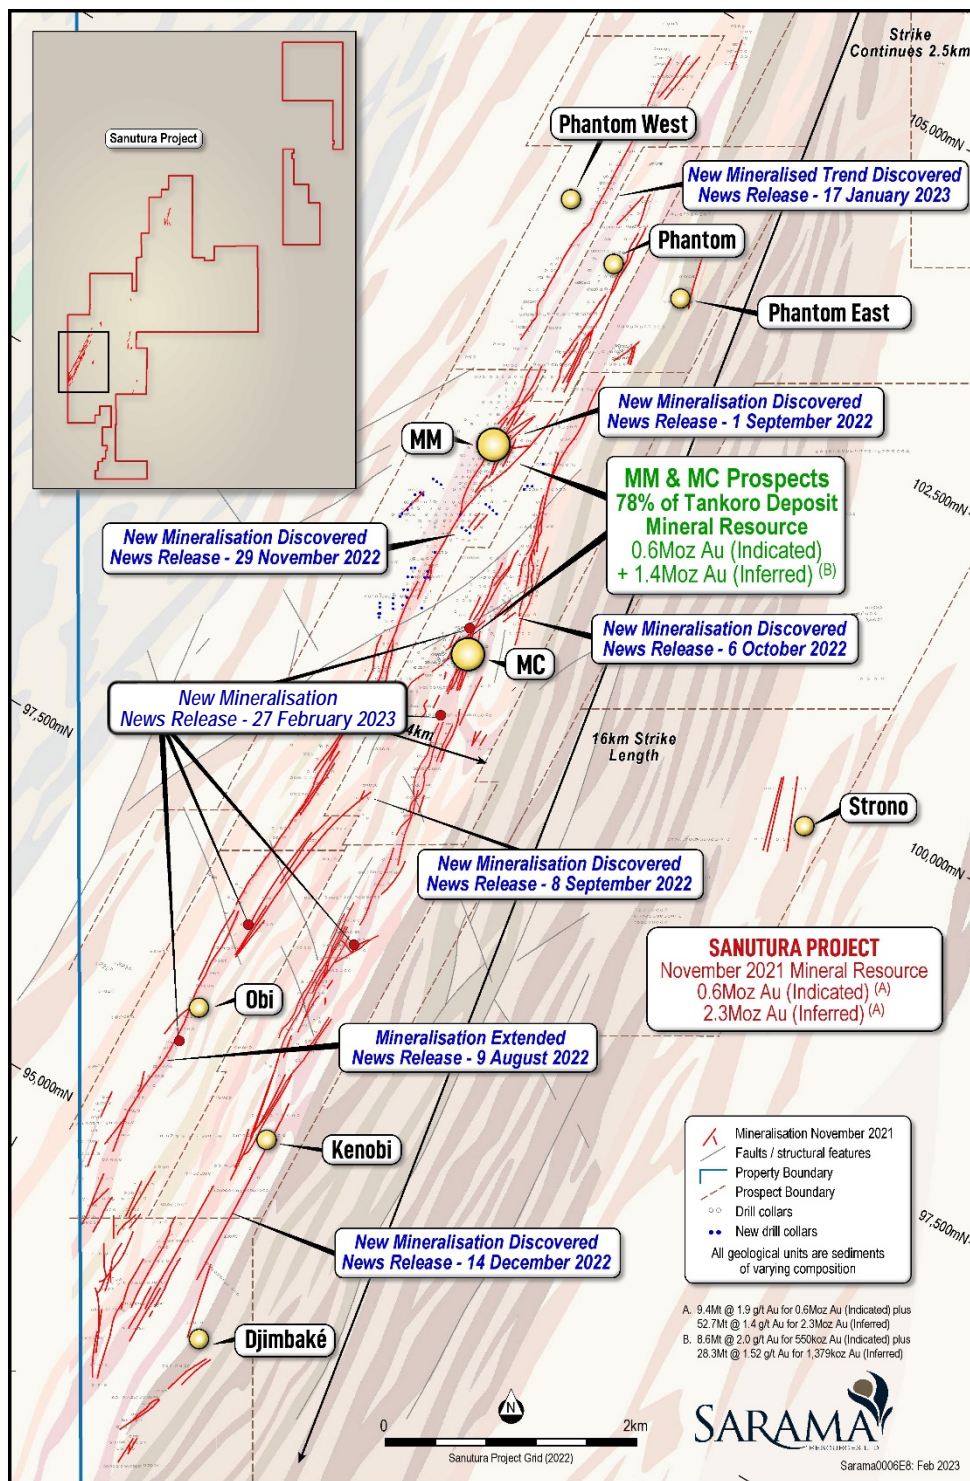 Strike
Continues 2.5km
Sanutura Project
Phantom West
105,000mN
New Mineralised Trend Discovered
News Release - 17 January 2023
Phantom
Phantom East
New Mineralisation Discovered
News Release - 1 September 2022
MM
MM & MC Prospects
78% of Tankoro Deposit
Mineral Resource
0.6Moz Au (Indicated)
+ 1.4Moz Au (Inferred) (B)
102,500mN
New Mineralisation Discovered
News Release - 29 November 2022
New Mineralisation Discovered
News Release - 6 October 2022
MC
New Mineralisation
News Release - 27 February 2023
97,500mN
4km
16km Strike
Length
Strono
100,000mN
New Mineralisation Discovered
News Release - 8 September 2022
SANUTURA PROJECT
November 2021 Mineral Resource
0.6Moz Au (Indicated) (A)
2.3Moz Au (Inferred) (A)
Obi
Mineralisation Extended
News Release - 9 August 2022
95,000mN
Kenobi
Mineralisation November 2021
Faults / structural features
Property Boundary
Prospect Boundary
Drill collars
New drill collars
All geological units are sediments
of varying composition
97,500mN
New Mineralisation Discovered
News Release - 14 December 2022
Djimbaké
A. 9.4Mt @ 1.9 g/t Au for 0.6Moz Au (Indicated) plus
52.7Mt @ 1.4 g/t Au for 2.3Moz Au (Inferred)
B. 8.6Mt @ 2.0 g/t Au for 550koz Au (Indicated) plus
28.3Mt @ 1.52 g/t Au for 1,379koz Au (Inferred)
N
0 2km
Sanutura Project Grid (2022)
SARAMA
RESOURCES LTD
Sarama0006E8: Feb 2023